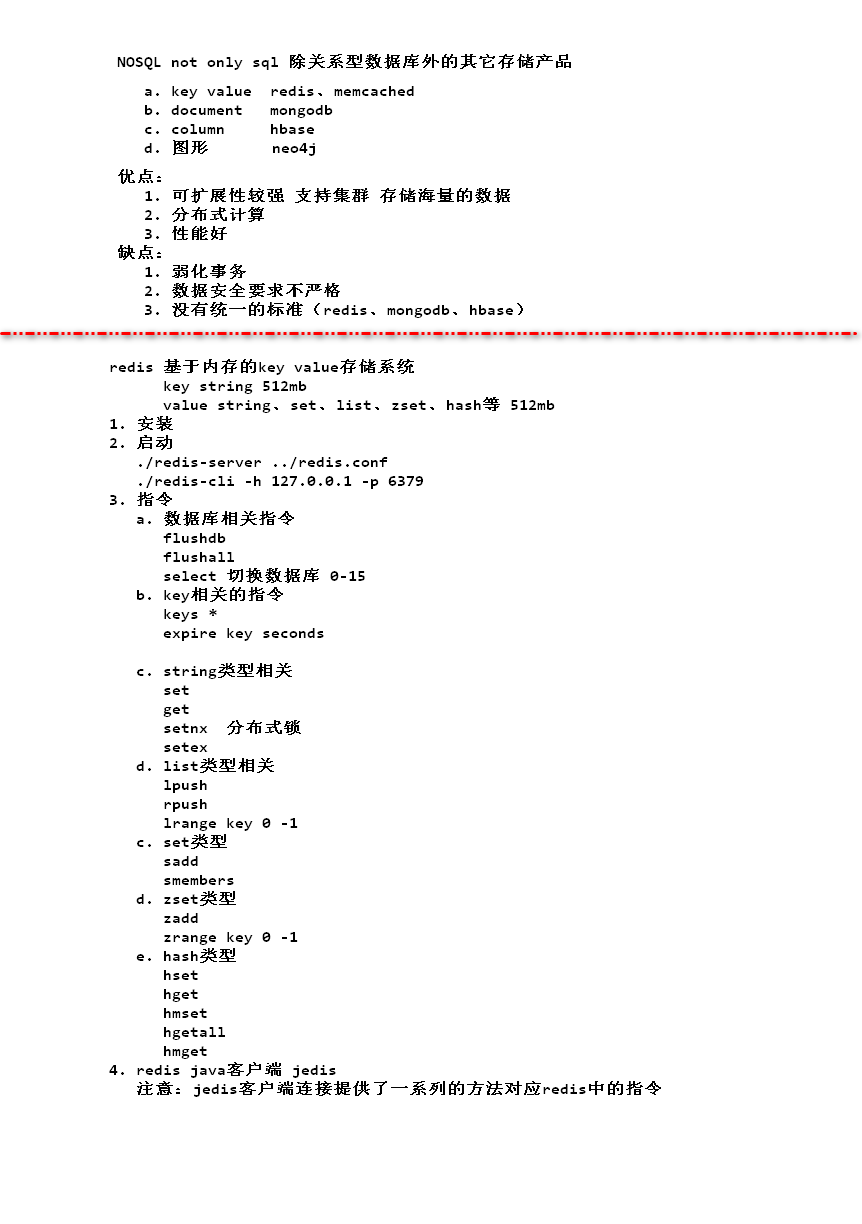 NOSQL not only sql 除关系型数据库外的其它存储产品
a. key value redis、memcached
b. document mongodb
c. column hbase
d. 图形 neo4j
优点：
1. 可扩展性较强 支持集群 存储海量的数据
2. 分布式计算
3. 性能好
缺点：
1. 弱化事务
2. 数据安全要求不严格
3. 没有统一的标准（redis、mongodb、hbase）
redis 基于内存的key value存储系统
key string 512mb
value string、set、list、zset、hash等 512mb
1. 安装
2. 启动
./redis-server ../redis.conf
./redis-cli -h 127.0.0.1 -p 6379
3. 指令
a. 数据库相关指令
flushdb
flushall
select 切换数据库 0-15
b. key相关的指令
keys *
expire key seconds
c. string类型相关
set
get
setnx 分布式锁
setex
d. list类型相关
lpush
rpush
lrange key 0 -1
c. set类型
sadd
smembers
d. zset类型
zadd
zrange key 0 -1
e. hash类型
hset
hget
hmset
hgetall
hmget
4. redis java客户端 jedis
注意：jedis客户端连接提供了一系列的方法对应redis中的指令